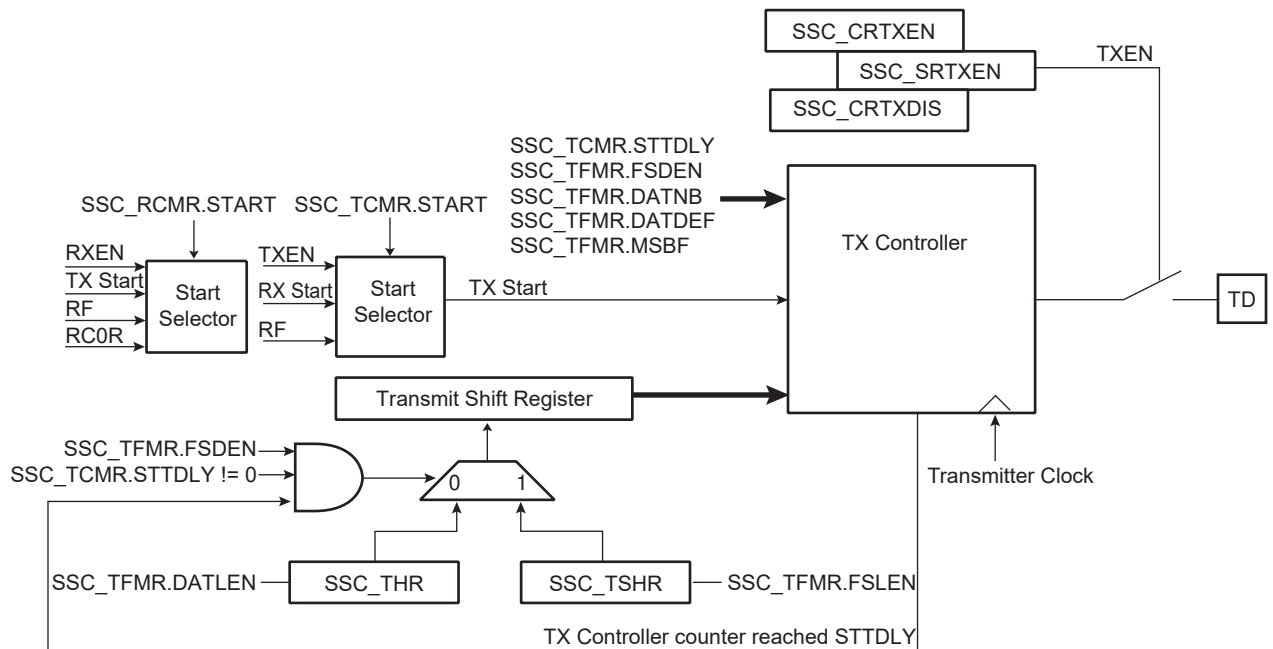 SSC_CRTXEN
SSC_SRTXEN
TXEN
SSC_CRTXDIS
SSC_TCMR.STTDLY
SSC_TFMR.FSDEN
SSC_TFMR.DATNB
SSC_TFMR.DATDEF
SSC_TFMR.MSBF
TX Controller
SSC_RCMR.START
SSC_TCMR.START
RXEN
TX Start
RF
RC0R
Start
Selector
TXEN
RX Start
RF
Start
Selector
TX Start
TD
Transmit Shift Register
SSC_TFMR.FSDEN
SSC_TCMR.STTDLY != 0
0
1
Transmitter Clock
SSC_TFMR.DATLEN
SSC_THR
SSC_TSHR
SSC_TFMR.FSLEN
TX Controller counter reached STTDLY